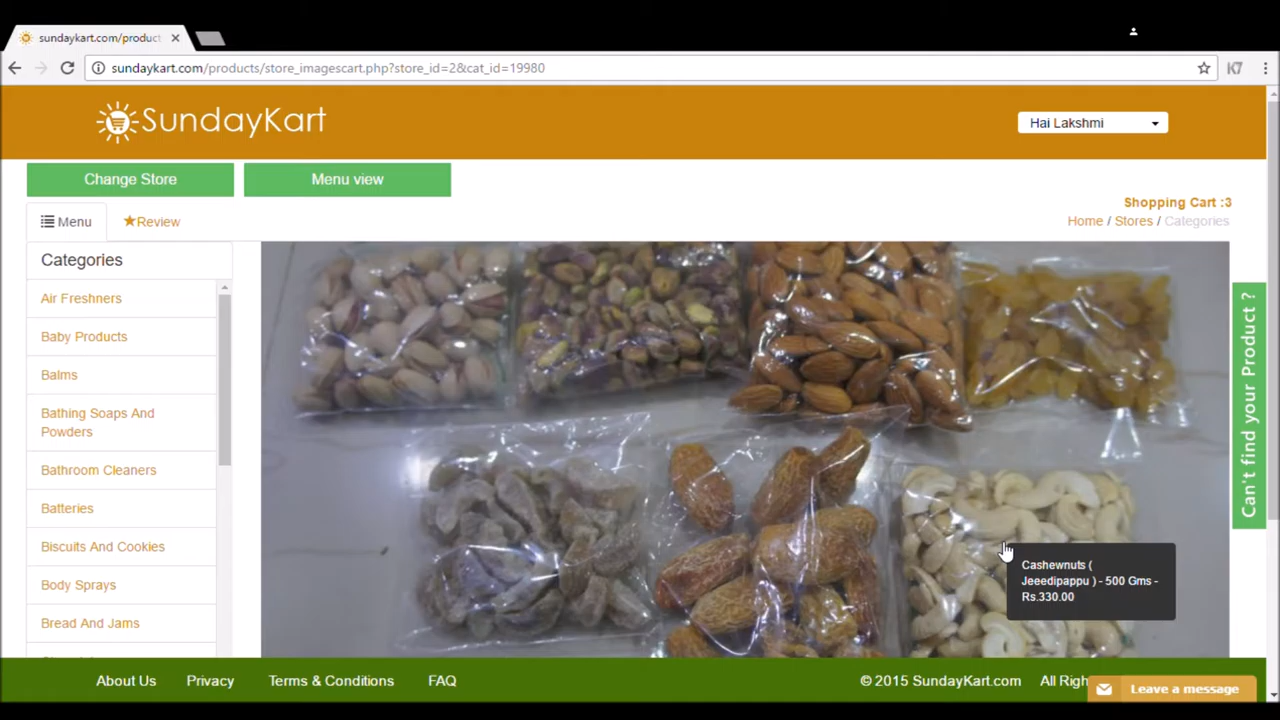 sundaykart.com/product
sundaykart.com/products/store_imagescart.php?store_id=2&cat_id=19980
K7
SundayKart
Hai Lakshmi
Change Store
Menu view
Shopping Cart :3
Menu
Review
Home / Stores / Categories
Categories
Air Freshners
Baby Products
Balms
Bathing Soaps And
Powders
Bathroom Cleaners
Batteries
Biscuits And Cookies
Body Sprays
Bread And Jams
Can't find your Product ?
Cashewnuts (
Jeeedipappu ) - 500 Gms -
Rs.330.00
About Us
Privacy
Terms & Conditions
FAQ
© 2015 SundayKart.com
All Righ
Leave a message